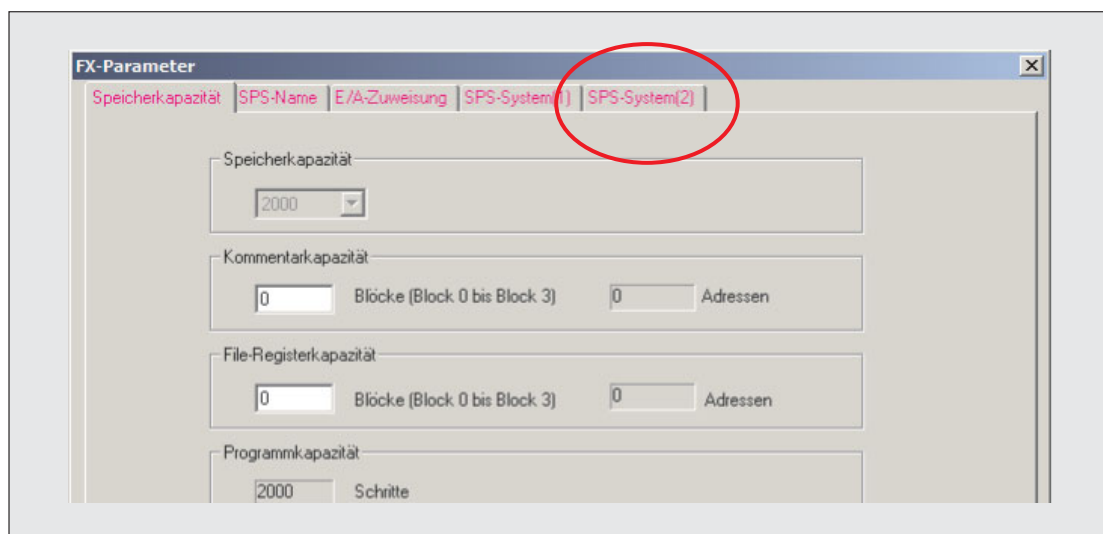 FX-Parameter
Speicherkapazität SPS-Name E/A-Zuweisung SPS-System(1) SPS-System(2)
Speicherkapazität
2000
Kommentarkapazität
0 Blöcke (Block 0 bis Block 3) 0 Adressen
File-Registerkapazität
0 Blöcke (Block 0 bis Block 3) 0 Adressen
Programmkapazität
2000 Schritte